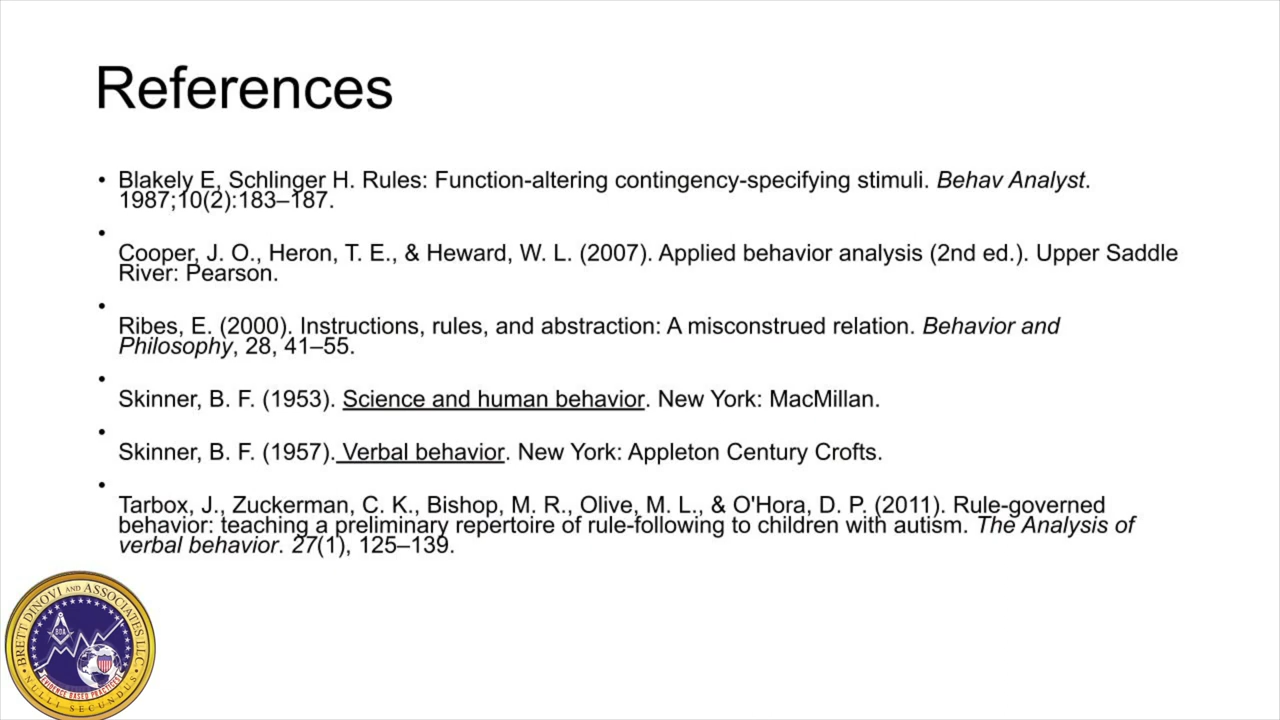 References
• Blakely E, Schlinger H. Rules: Function-altering contingency-specifying stimuli. Behav Analyst.
1987;10(2):183–187.
•
Cooper, J. O., Heron, T. E., & Heward, W. L. (2007). Applied behavior analysis (2nd ed.). Upper Saddle
River: Pearson.
•
Ribes, E. (2000). Instructions, rules, and abstraction: A misconstrued relation. Behavior and
Philosophy, 28, 41–55.
•
Skinner, B. F. (1953). Science and human behavior. New York: MacMillan.
•
Skinner, B. F. (1957). Verbal behavior. New York: Appleton Century Crofts.
•
Tarbox, J., Zuckerman, C. K., Bishop, M. R., Olive, M. L., & O'Hora, D. P. (2011). Rule-governed
behavior: teaching a preliminary repertoire of rule-following to children with autism. The Analysis of
verbal behavior. 27(1), 125–139.
BRETT DINOVI AND ASSOCIATES LLC
BDA
EVIDENCE BASED PRACTICES
NULLI SECUNDUS